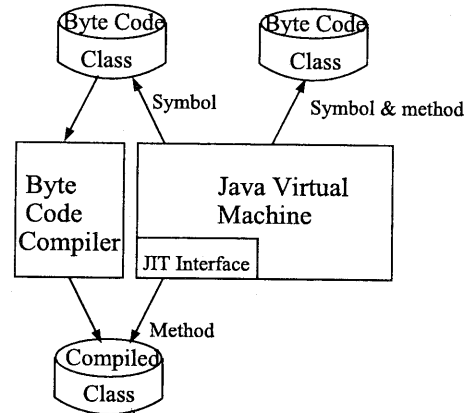 Byte Code
Class
Byte Code
Class
Symbol
Symbol & method
Byte
Code
Compiler
Java Virtual
Machine
JIT Interface
Method
Compiled
Class